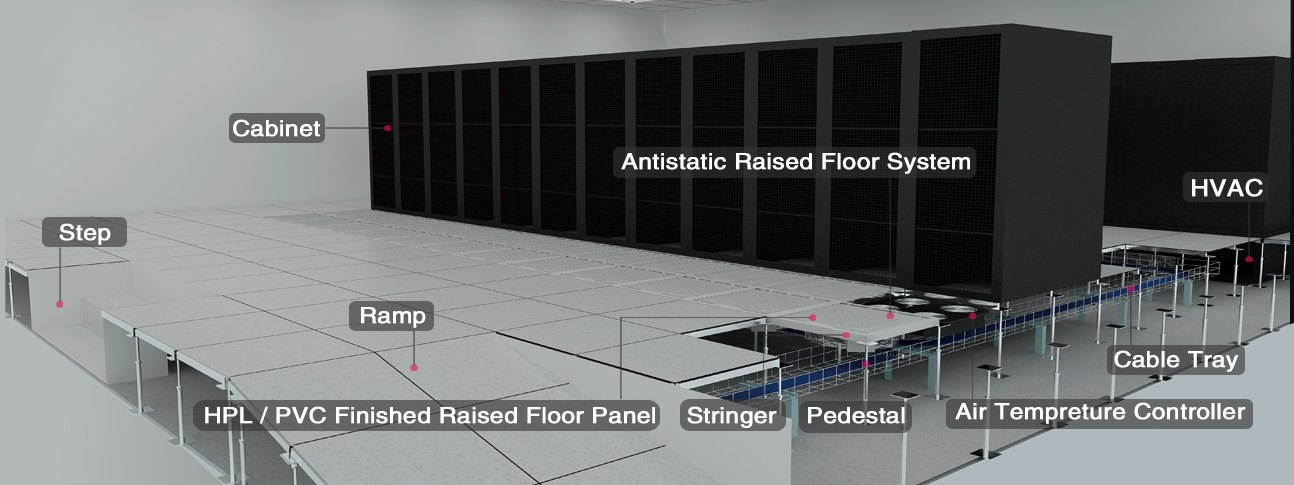 Cabinet
Antistatic Raised Floor System
HVAC
Step
Ramp
Cable Tray
HPL / PVC Finished Raised Floor Panel
Stringer
Pedestal
Air Tempreture Controller